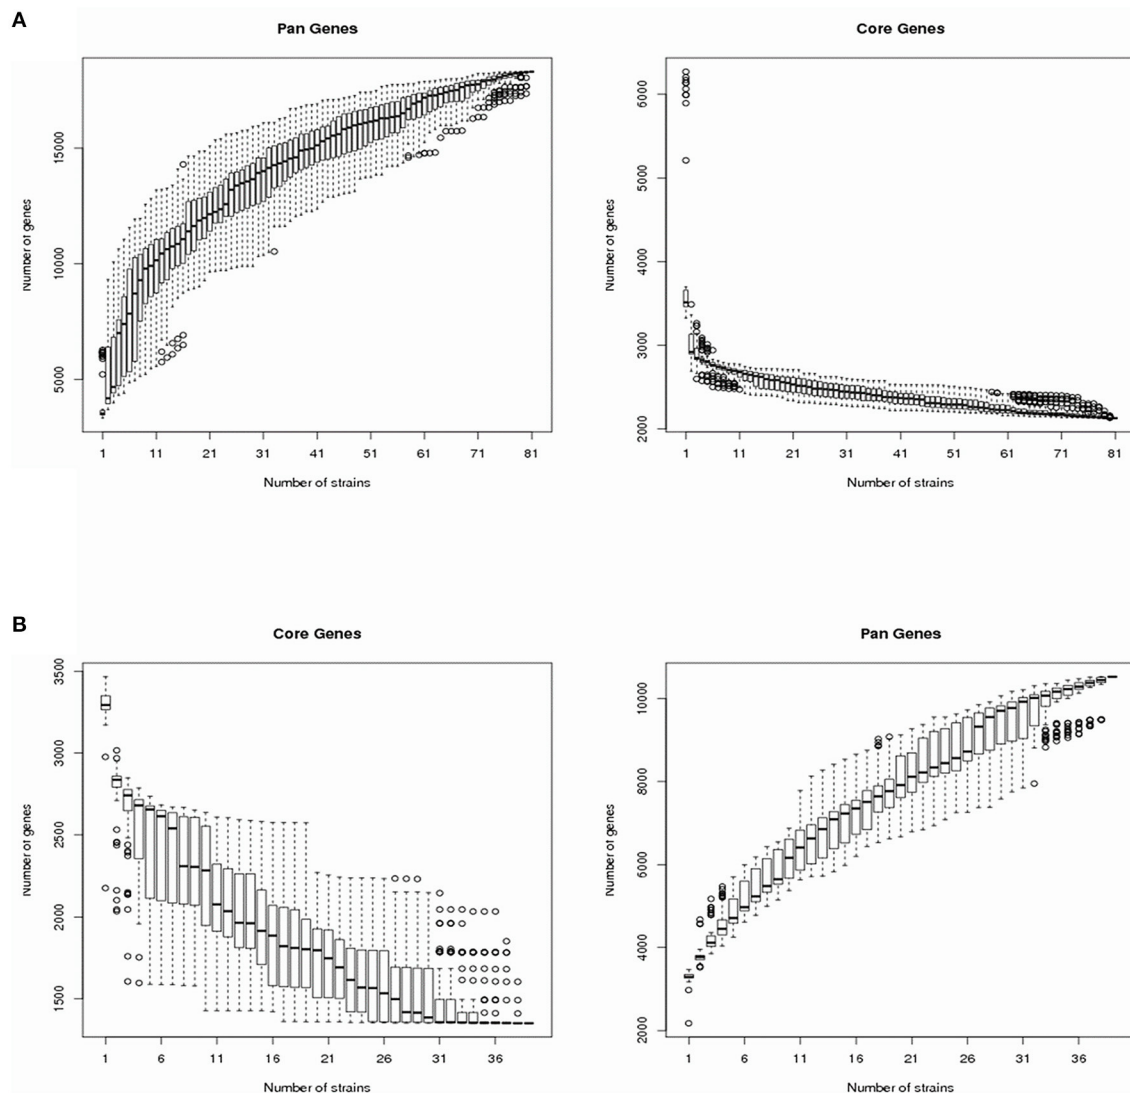 A
Pan Genes
Number of genes
5000 10000 15000
1 11 21 31 41 51 61 71 81
Number of strains
Core Genes
Number of genes
2000 3000 4000 5000 6000
1 11 21 31 41 51 61 71 81
Number of strains
B
Core Genes
Number of genes
1500 2000 2500 3000 3500
1 6 11 16 21 26 31 36
Number of strains
Pan Genes
Number of genes
2000 4000 6000 8000 10000
1 6 11 16 21 26 31 36
Number of strains